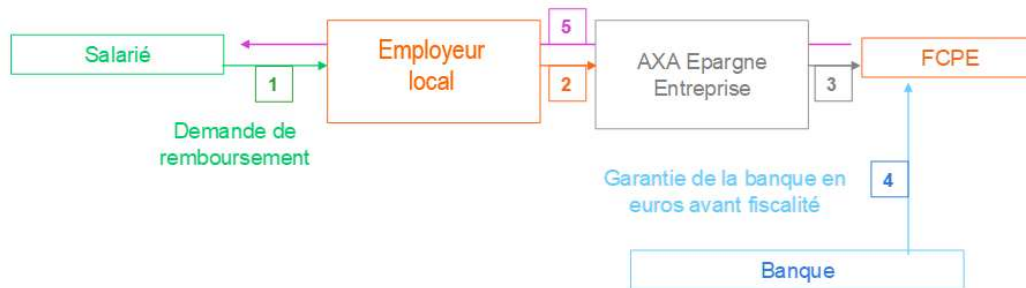 5
Salarié
Employeur
local
AXA Epargne
Entreprise
FCPE
1
2
3
Demande de
remboursement
Garantie de la banque en
euros avant fiscalité
4
Banque